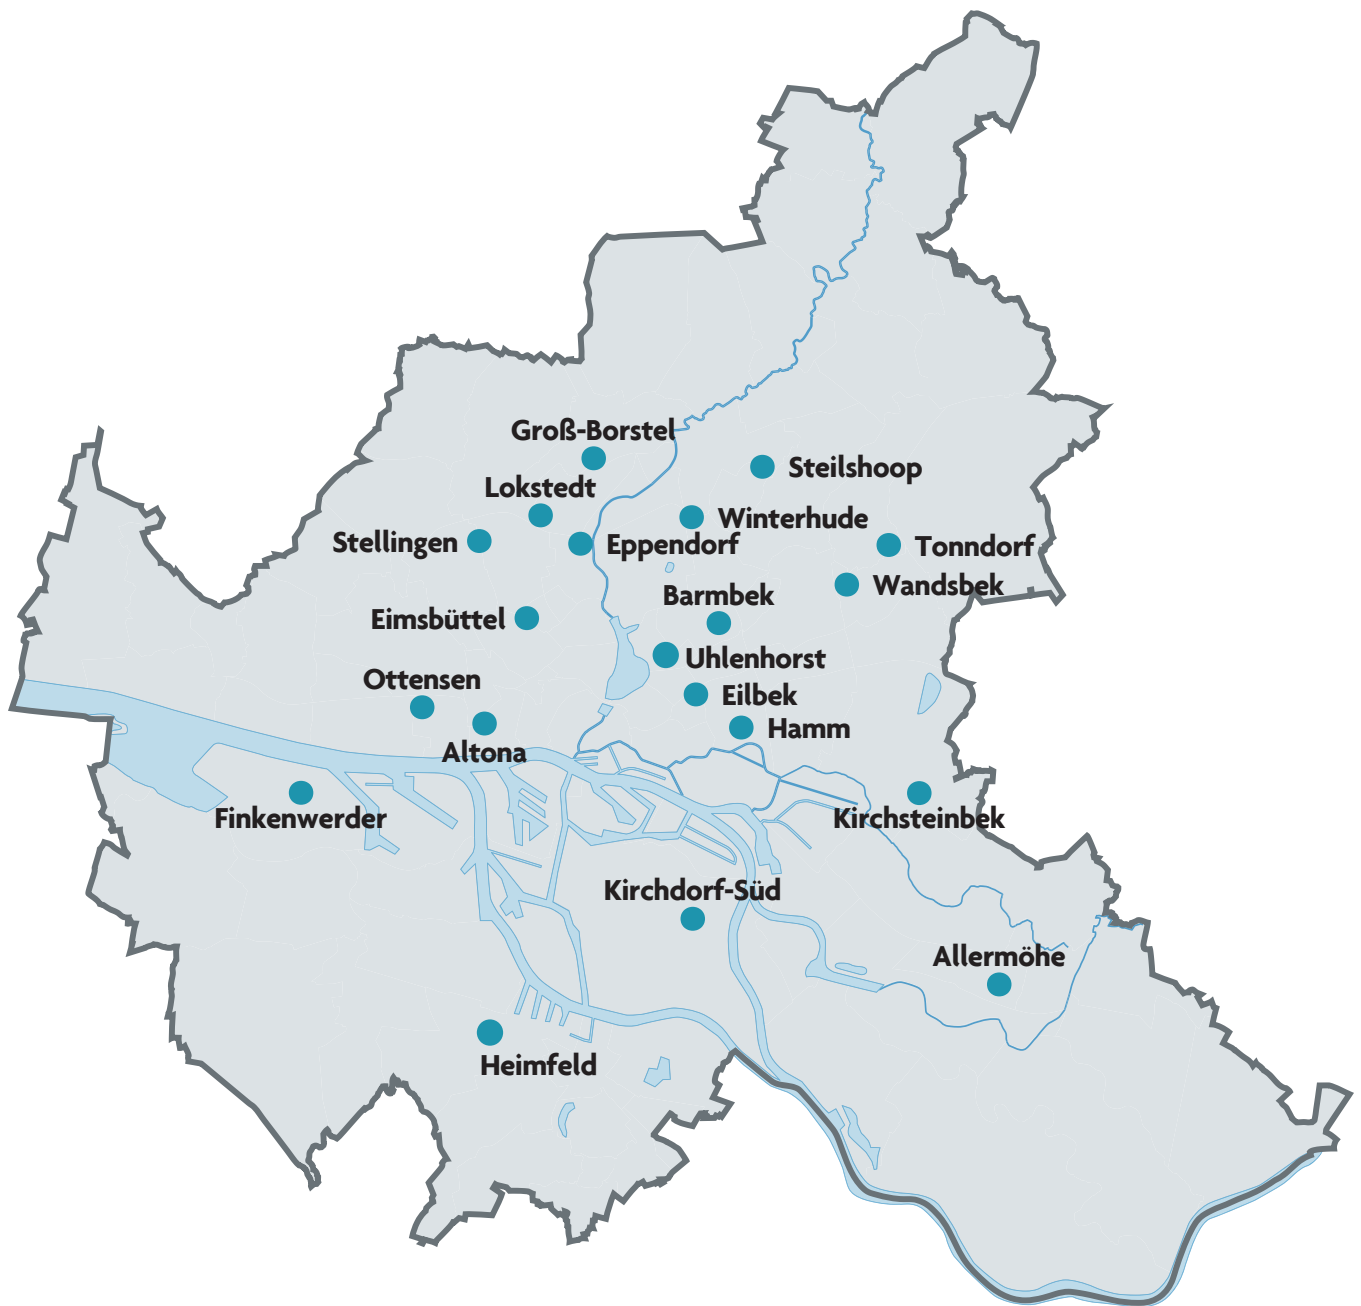 Groß-Borstel
Steilshoop
Lokstedt
Winterhude
Stellingen
Eppendorf
Tonndorf
Wandsbek
Barmbek
Eimsbüttel
Uhlenhorst
Ottensen
Eilbek
Hamm
Altona
Finkenwerder
Kirchsteinbek
Kirchdorf-Süd
Allermöhe
Heimfeld